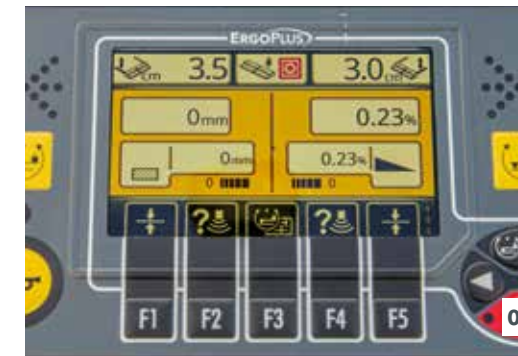 ERGOPLUS
cm 3.5 3.0 cm
0mm 0.23%
0mm 0.23%
0 0
? ?
F1 F2 F3 F4 F5
0